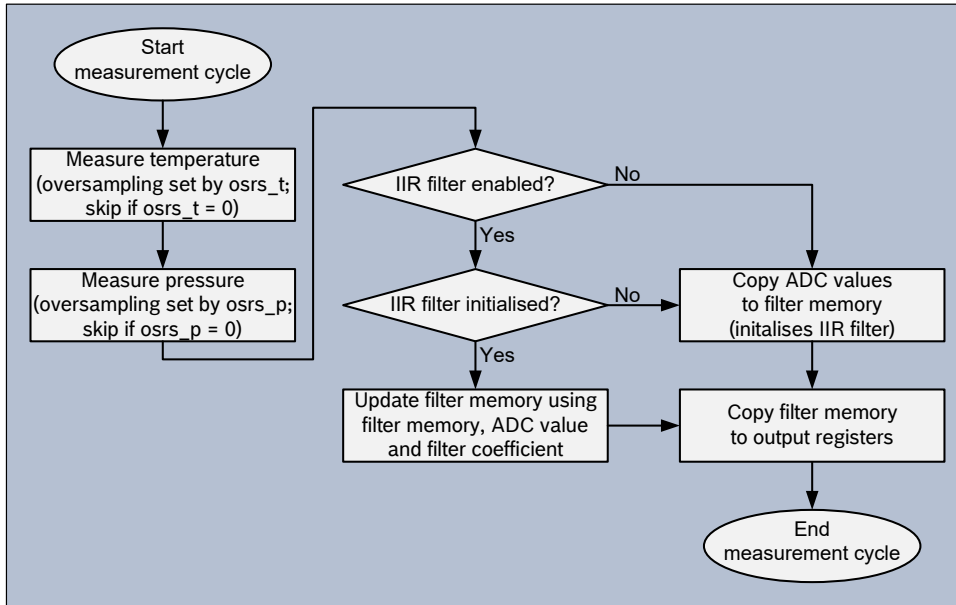 Start
measurement cycle
Measure temperature
(oversampling set by osrs_t;
skip if osrs_t = 0)
Measure pressure
(oversampling set by osrs_p;
skip if osrs_p = 0)
IIR filter enabled?
No
Yes
IIR filter initialised?
No
Yes
Copy ADC values
to filter memory
(initalises IIR filter)
Update filter memory using
filter memory, ADC value
and filter coefficient
Copy filter memory
to output registers
End
measurement cycle